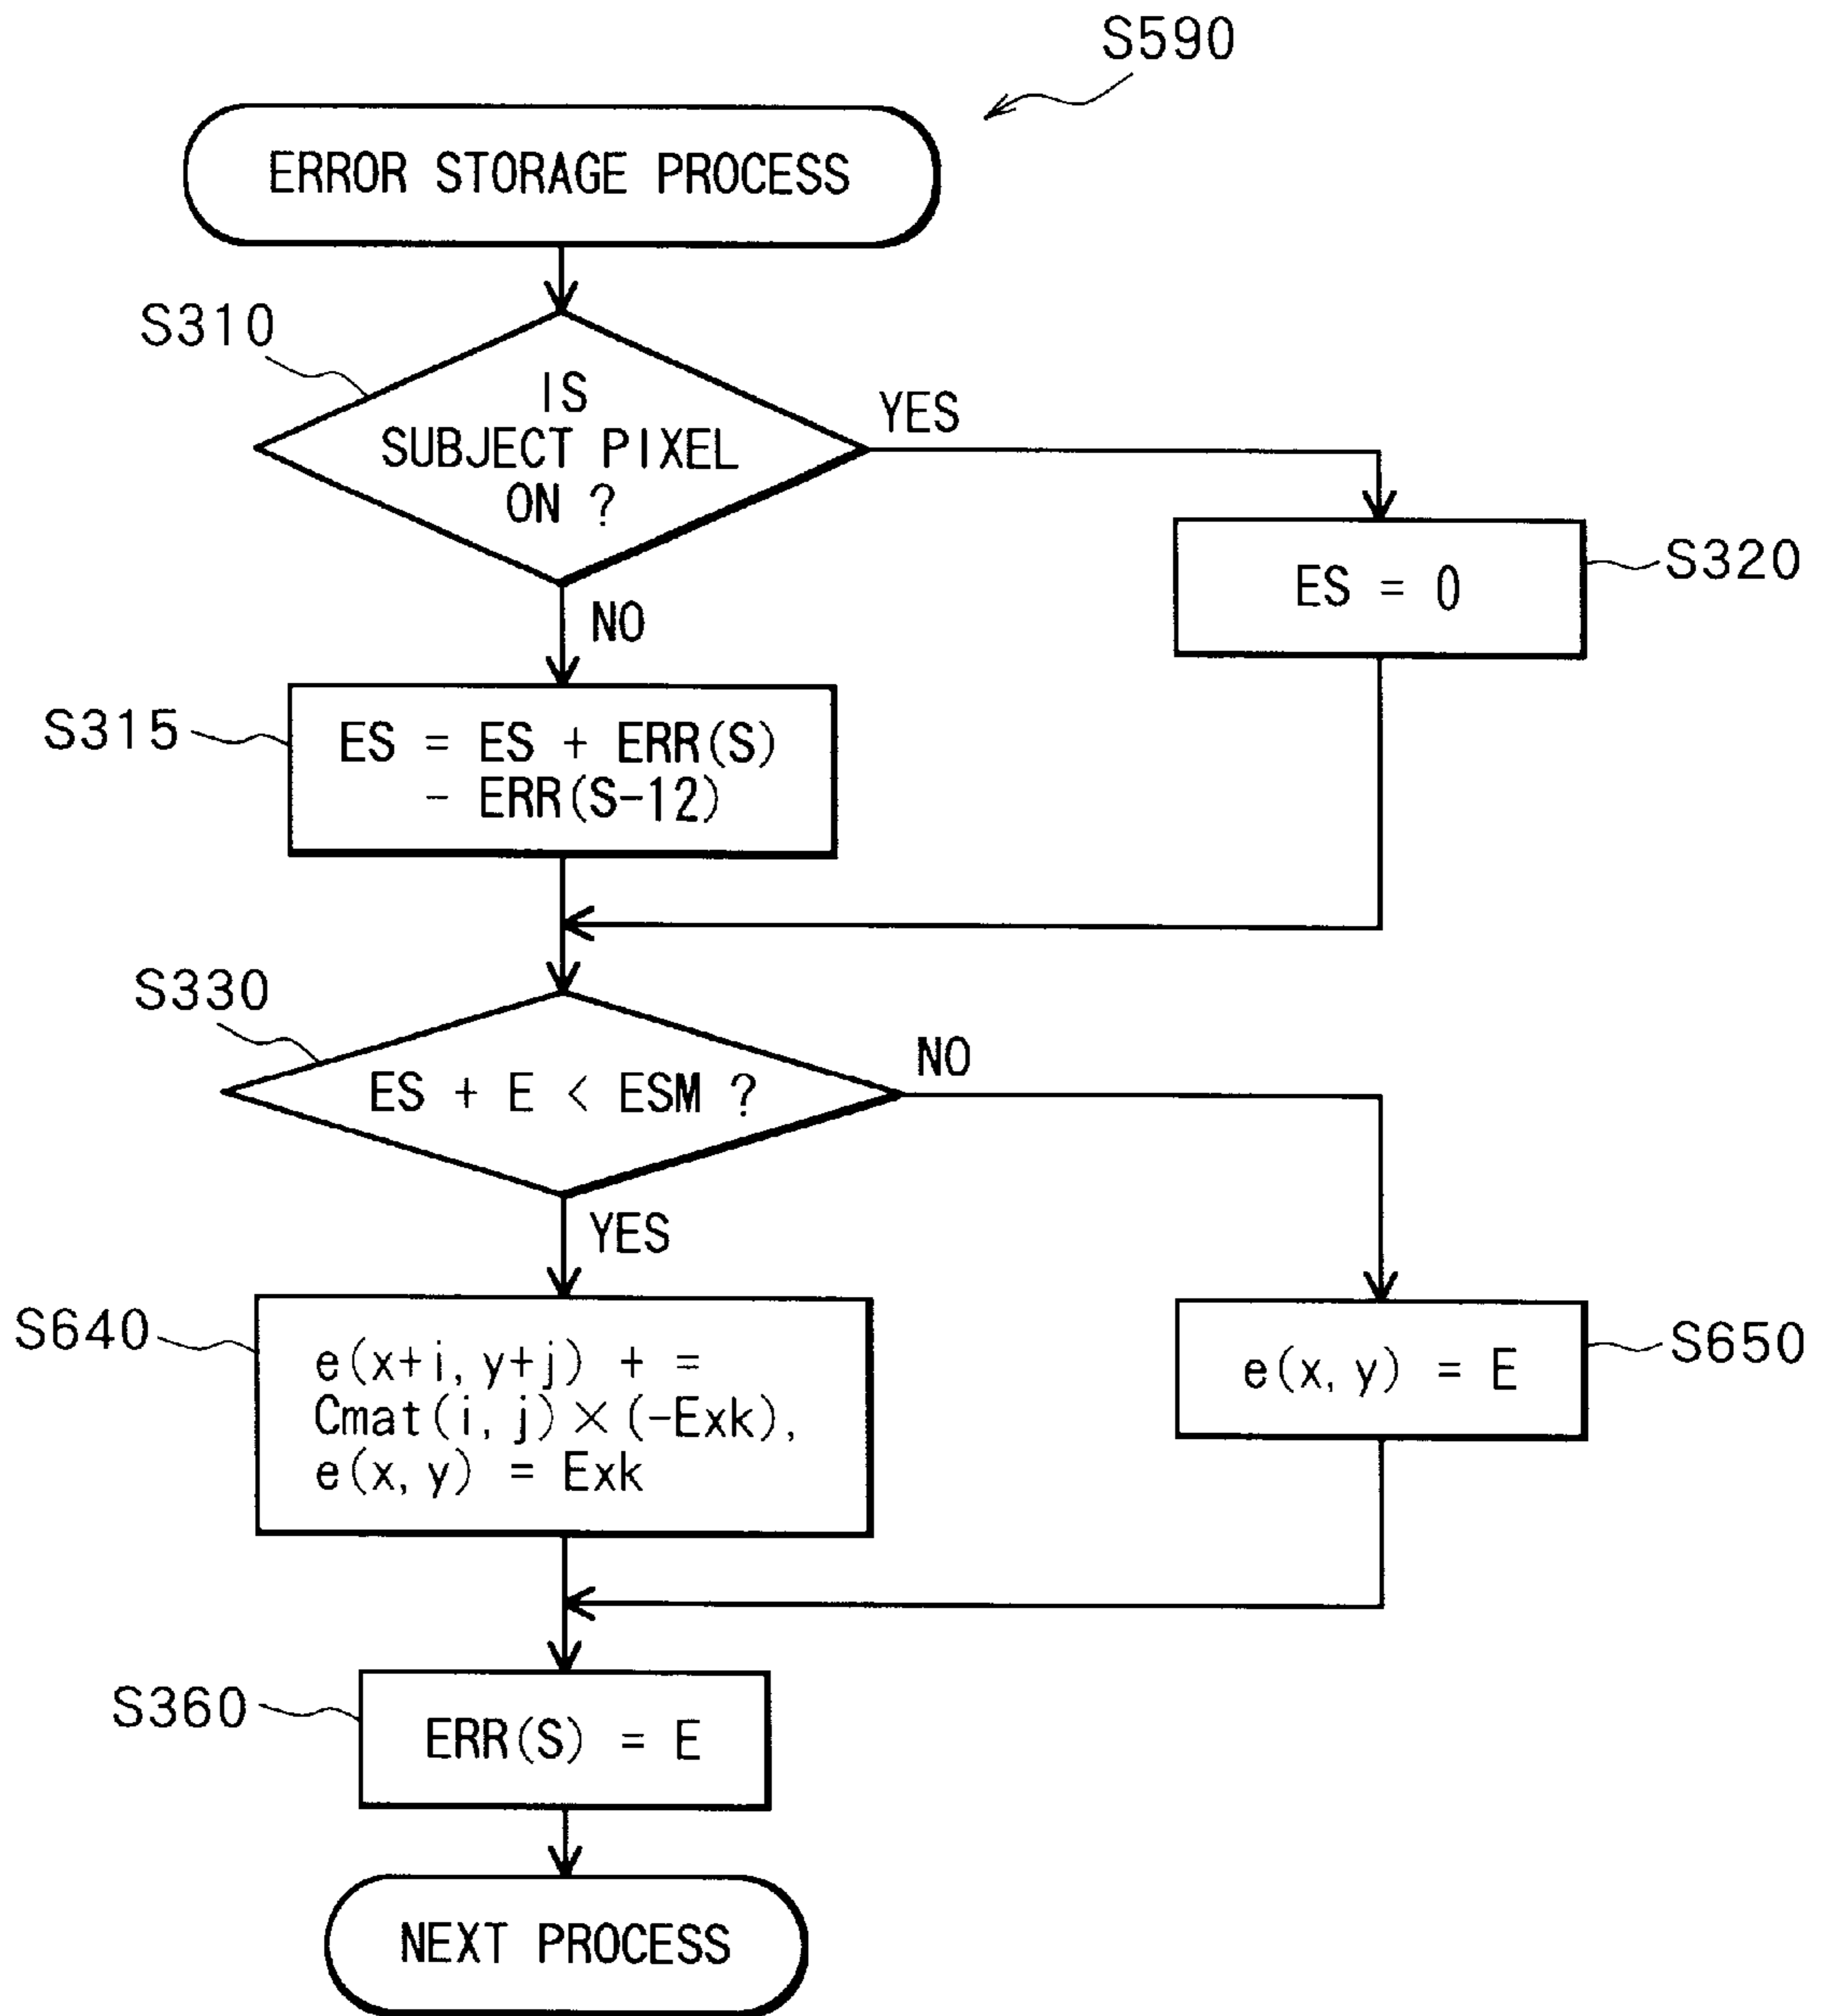 S590
ERROR STORAGE PROCESS
S310
IS
SUBJECT PIXEL
ON ?
YES
NO
S320
ES = 0
S315
ES = ES + ERR(S)
- ERR(S-12)
S330
ES + E < ESM ?
NO
YES
S640
e(x+i, y+j) + =
Cmat(i, j) × (-Exk),
e(x, y) = Exk
S650
e(x, y) = E
S360
ERR(S) = E
NEXT PROCESS